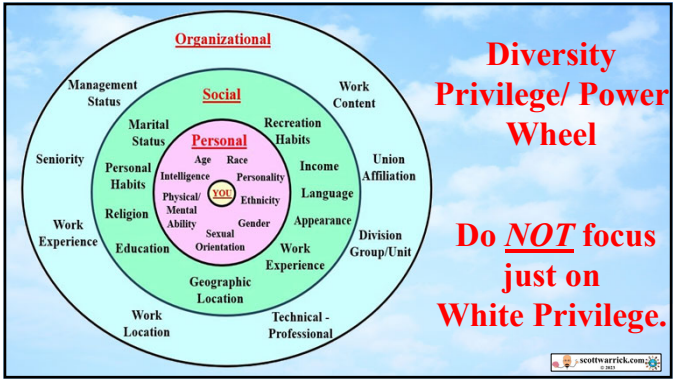 Organizational
Management
Status
Work
Content
Seniority
Union
Affiliation
Work
Experience
Division
Group/Unit
Work
Location
Technical -
Professional
Social
Marital
Status
Recreation
Habits
Personal
Habits
Income
Language
Religion
Appearance
Education
Work
Experience
Geographic
Location
Personal
Age
Race
Intelligence
Personality
YOU
Physical/
Mental
Ability
Ethnicity
Gender
Sexual
Orientation
Diversity
Privilege/ Power
Wheel
Do NOT focus
just on
White Privilege.
scottwarrick.com
© 2023